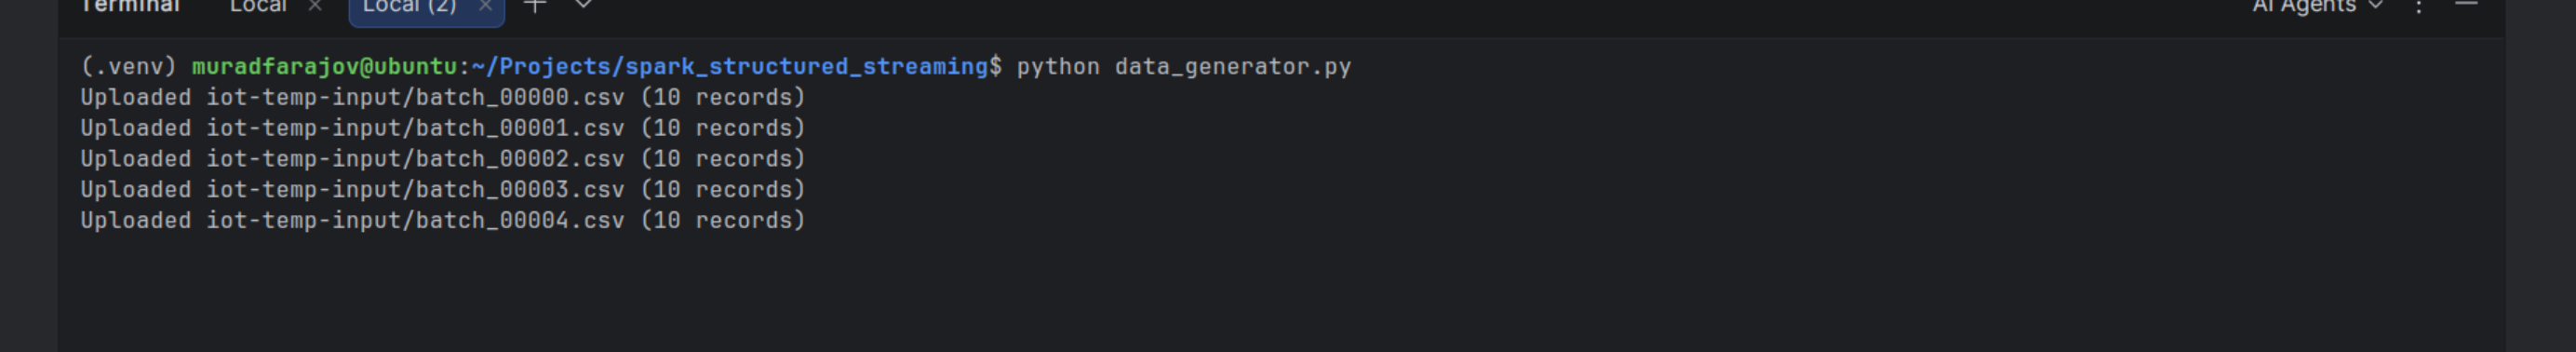 Terminal Local × Local (2) × + AI Agents
(.venv) muradfarajov@ubuntu:~/Projects/spark_structured_streaming$ python data_generator.py
Uploaded iot-temp-input/batch_00000.csv (10 records)
Uploaded iot-temp-input/batch_00001.csv (10 records)
Uploaded iot-temp-input/batch_00002.csv (10 records)
Uploaded iot-temp-input/batch_00003.csv (10 records)
Uploaded iot-temp-input/batch_00004.csv (10 records)